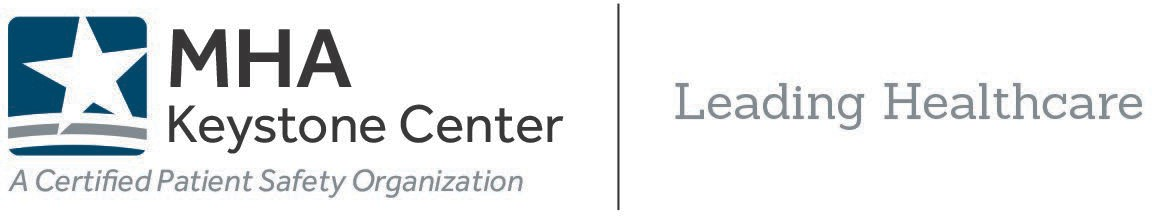 MHA
Keystone Center
A Certified Patient Safety Organization
Leading Healthcare